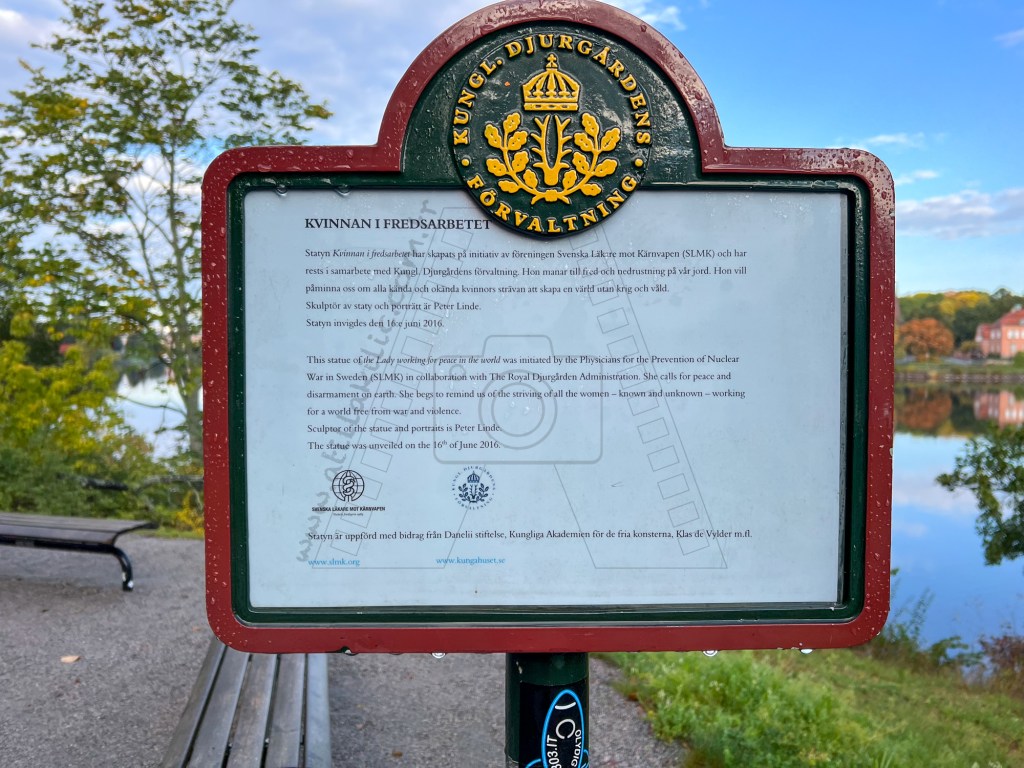 KUNGL. DJURGÅRDENS
FÖRVALTNING
KVINNAN I FREDSARBETET
Statyn Kvinnan i fredsarbetet har skapats på initiativ av föreningen Svenska Läkare mot Kärnvapen (SLMK) och har
rests i samarbete med Kungl. Djurgårdens förvaltning. Hon manar till fred och nedrustning på vår jord. Hon vill
påminna oss om alla kända och okända kvinnors strävan att skapa en värld utan krig och våld.
Skulptör av staty och porträtt är Peter Linde.
Statyn invigdes den 16:e juni 2016.
This statue of the Lady working for peace in the world was initiated by the Physicians for the Prevention of Nuclear
War in Sweden (SLMK) in collaboration with The Royal Djurgården Administration. She calls for peace and
disarmament on earth. She begs to remind us of the striving of all the women – known and unknown – working
for a world free from war and violence.
Sculptor of the statue and portraits is Peter Linde.
The statue was unveiled on the 16th of June 2016.
SVENSKA LÄKARE MOT KÄRNVAPEN
KUNGL. DJURGÅRDENS
FÖRVALTNING
Statyn är uppförd med bidrag från Danelii stiftelse, Kungliga Akademien för de fria konsterna, Klas de Vylder m.fl.
www.slmk.org
www.kungahuset.se